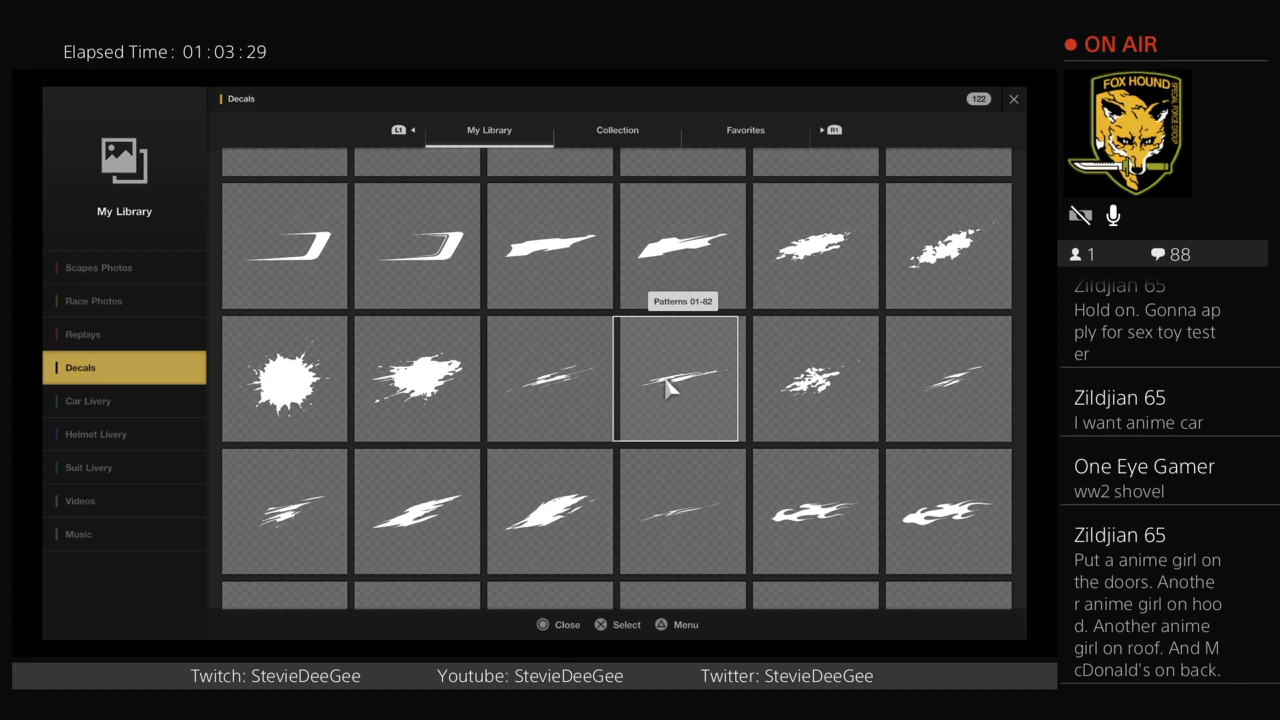 Elapsed Time: 01:03:29
ON AIR
FOX HOUND
SPECIAL FORCE GROUP
Decals
122
L1
My Library
Collection
Favorites
R1
My Library
Scapes Photos
Race Photos
Replays
Decals
Car Livery
Helmet Livery
Suit Livery
Videos
Music
Patterns 01-82
Close
Select
Menu
1
88
Zildjian 65
Hold on. Gonna ap
ply for sex toy test
er
Zildjian 65
I want anime car
One Eye Gamer
ww2 shovel
Zildjian 65
Put a anime girl on
the doors. Anothe
r anime girl on hoo
d. Another anime
girl on roof. And M
cDonald's on back.
Twitch: StevieDeeGee
Youtube: StevieDeeGee
Twitter: StevieDeeGee